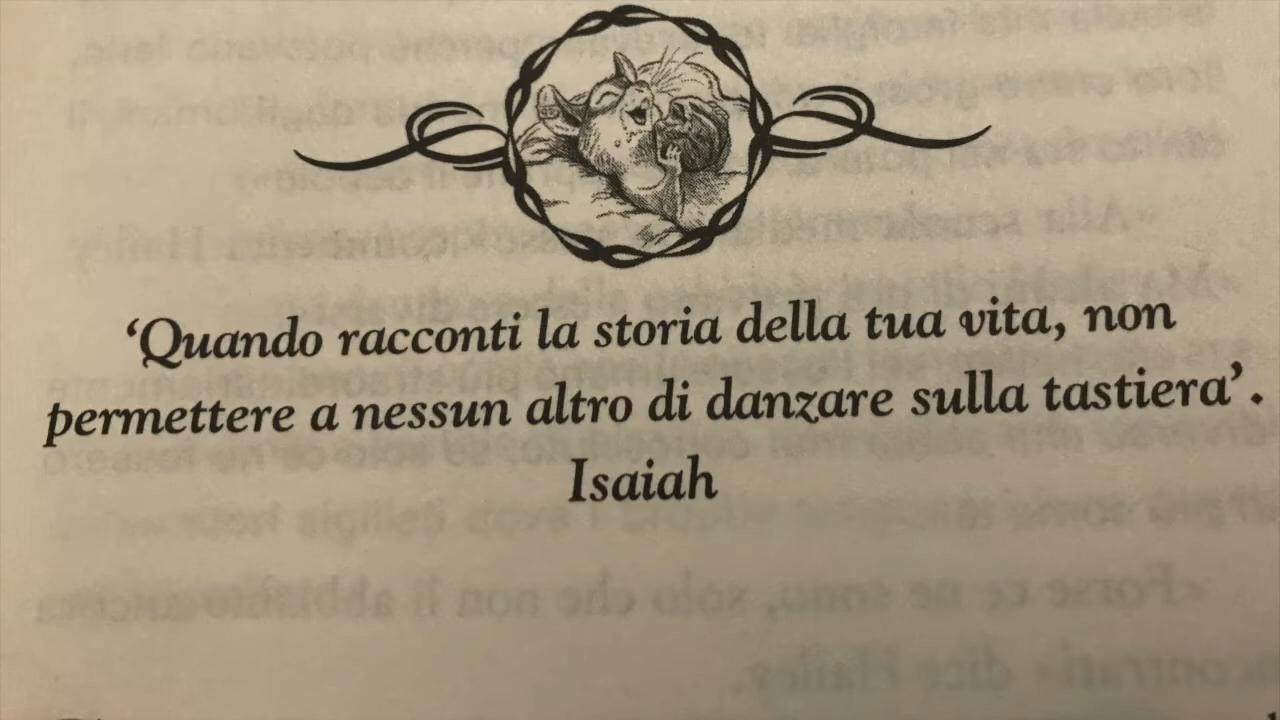 ‘Quando racconti la storia della tua vita, non
permettere a nessun altro di danzare sulla tastiera’.
Isaiah